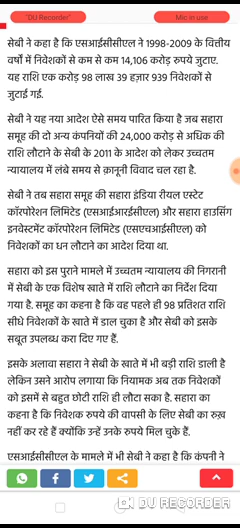 "DU Recorder"
Mic in use
सेबी ने कहा है कि एसआईसीसीएल ने 1998-2009 के वित्तीय
वर्षों में निवेशकों से कम से कम 14,106 करोड़ रुपये जुटाए.
यह राशि एक करोड़ 98 लाख 39 हज़ार 939 निवेशकों से
जुटाई गई.
सेबी ने यह नया आदेश ऐसे समय पारित किया है जब सहारा
समूह की दो अन्य कंपनियों की 24,000 करोड़ से अधिक की
राशि लौटाने के सेबी के 2011 के आदेश को लेकर उच्चतम
न्यायालय में लंबे समय से क़ानूनी विवाद चल रहा है.
सेबी ने तब सहारा समूह की सहारा इंडिया रीयल एस्टेट
कॉरपोरेशन लिमिटेड (एसआईआरईसीएल) और सहारा हाउसिंग
इनवेस्टमेंट कॉरपोरेशन लिमिटेड (एसएचआईसीएल) को
निवेशकों का धन लौटाने का आदेश दिया था.
सहारा को इस पुराने मामले में उच्चतम न्यायालय की निगरानी
में सेबी के एक विशेष खाते में राशि लौटाने का निर्देश दिया
गया है. समूह का कहना है कि वह पहले ही 98 प्रतिशत राशि
सीधे निवेशकों के खाते में डाल चुका है और सेबी को इसके
सबूत उपलब्ध करा दिए गए हैं.
इसके अलावा सहारा ने सेबी के खाते में भी बड़ी राशि डाली है
लेकिन उसने आरोप लगाया कि नियामक अब तक निवेशकों
को इसमें से बहुत छोटी राशि ही लौटा सका है. सहारा का
कहना है कि निवेशक रुपये की वापसी के लिए सेबी का रुख़
नहीं कर रहे हैं क्योंकि उन्हें उनके रुपये मिल चुके हैं.
एसआईसीसीएल के मामले में भी सेबी ने कहा है कि कंपनी ने
DU RECORDER